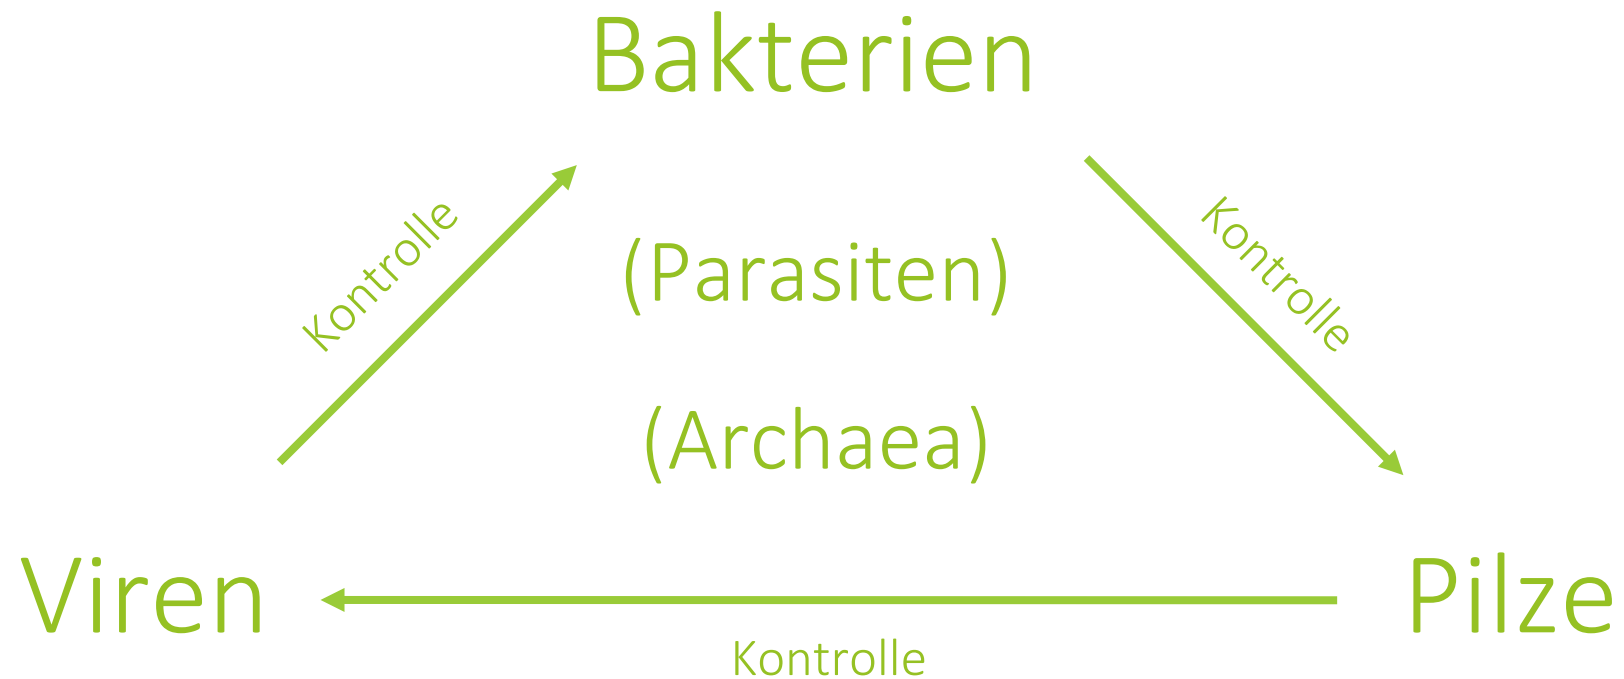 Bakterien
Kontrolle
Kontrolle
(Parasiten)
(Archaea)
Viren
Pilze
Kontrolle